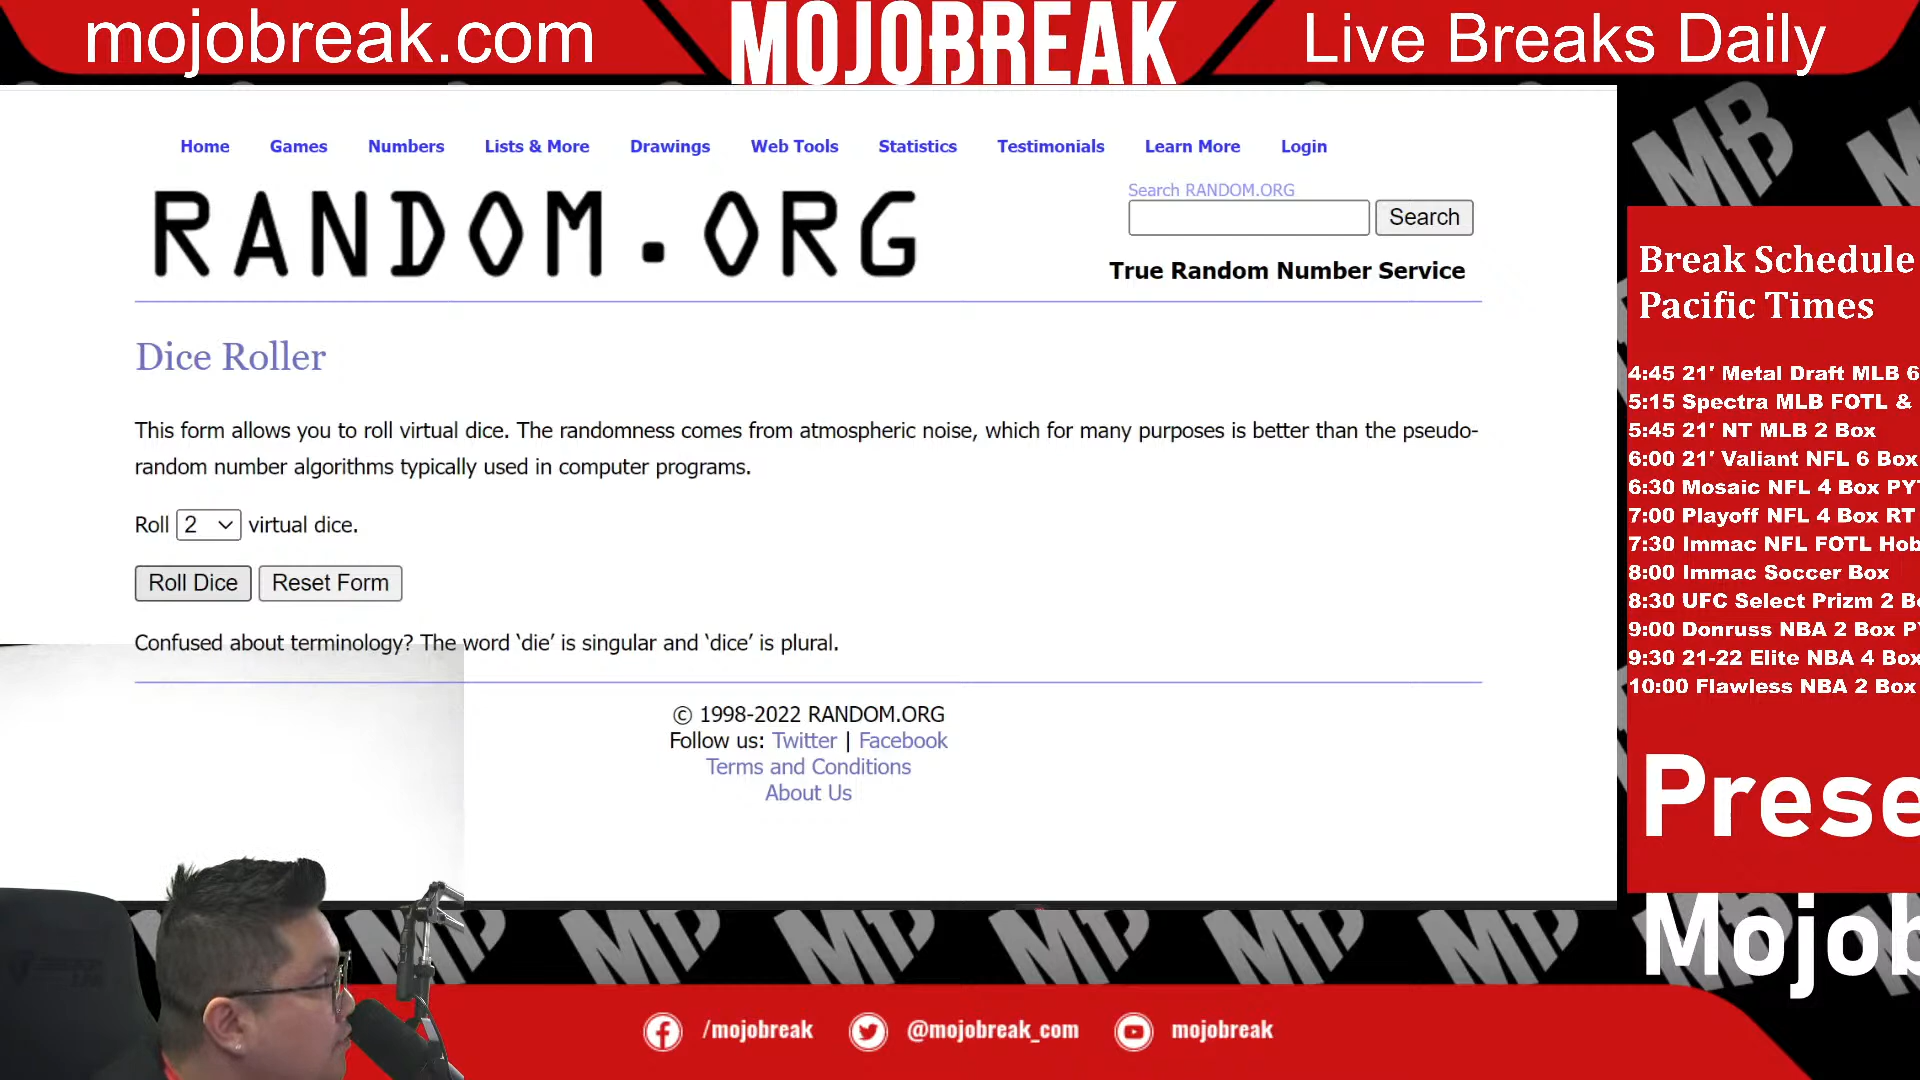 mojobreak.com
MOJOBREAK
Live Breaks Daily
Home Games Numbers Lists & More Drawings Web Tools Statistics Testimonials Learn More Login
RANDOM.ORG
Search RANDOM.ORG
Search
True Random Number Service
Dice Roller
This form allows you to roll virtual dice. The randomness comes from atmospheric noise, which for many purposes is better than the pseudo-
random number algorithms typically used in computer programs.
Roll 2 virtual dice.
Roll Dice Reset Form
Confused about terminology? The word ‘die’ is singular and ‘dice’ is plural.
© 1998-2022 RANDOM.ORG
Follow us: Twitter | Facebook
Terms and Conditions
About Us
Break Schedule
Pacific Times
4:45 21' Metal Draft MLB 6
5:15 Spectra MLB FOTL &
5:45 21' NT MLB 2 Box
6:00 21' Valiant NFL 6 Box
6:30 Mosaic NFL 4 Box PY
7:00 Playoff NFL 4 Box RT
7:30 Immac NFL FOTL Hob
8:00 Immac Soccer Box
8:30 UFC Select Prizm 2 B
9:00 Donruss NBA 2 Box P
9:30 21-22 Elite NBA 4 Box
10:00 Flawless NBA 2 Box
Prese
Mojob
/mojobreak @mojobreak_com mojobreak